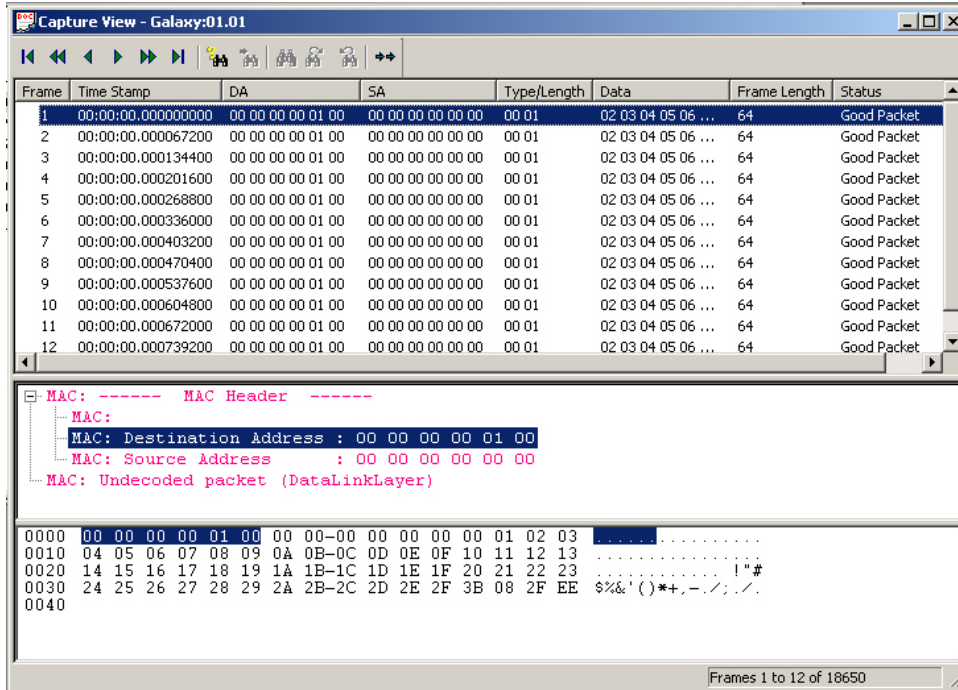 Capture View - Galaxy:01.01
Frame Time Stamp DA SA Type/Length Data Frame Length Status
1 00:00:00.000000000 00 00 00 00 01 00 00 00 00 00 00 00 00 01 02 03 04 05 06 ... 64 Good Packet
2 00:00:00.000067200 00 00 00 00 01 00 00 00 00 00 00 00 00 01 02 03 04 05 06 ... 64 Good Packet
3 00:00:00.000134400 00 00 00 00 01 00 00 00 00 00 00 00 00 01 02 03 04 05 06 ... 64 Good Packet
4 00:00:00.000201600 00 00 00 00 01 00 00 00 00 00 00 00 00 01 02 03 04 05 06 ... 64 Good Packet
5 00:00:00.000268800 00 00 00 00 01 00 00 00 00 00 00 00 00 01 02 03 04 05 06 ... 64 Good Packet
6 00:00:00.000336000 00 00 00 00 01 00 00 00 00 00 00 00 00 01 02 03 04 05 06 ... 64 Good Packet
7 00:00:00.000403200 00 00 00 00 01 00 00 00 00 00 00 00 00 01 02 03 04 05 06 ... 64 Good Packet
8 00:00:00.000470400 00 00 00 00 01 00 00 00 00 00 00 00 00 01 02 03 04 05 06 ... 64 Good Packet
9 00:00:00.000537600 00 00 00 00 01 00 00 00 00 00 00 00 00 01 02 03 04 05 06 ... 64 Good Packet
10 00:00:00.000604800 00 00 00 00 01 00 00 00 00 00 00 00 00 01 02 03 04 05 06 ... 64 Good Packet
11 00:00:00.000672000 00 00 00 00 01 00 00 00 00 00 00 00 00 01 02 03 04 05 06 ... 64 Good Packet
12 00:00:00.000739200 00 00 00 00 01 00 00 00 00 00 00 00 00 01 02 03 04 05 06 ... 64 Good Packet
MAC: ------ MAC Header ------
MAC:
MAC: Destination Address : 00 00 00 00 01 00
MAC: Source Address : 00 00 00 00 00 00
MAC: Undecoded packet (DataLinkLayer)
0000 00 00 00 00 01 00 00 00-00 00 00 00 00 01 02 03 ................
0010 04 05 06 07 08 09 0A 0B-0C 0D 0E 0F 10 11 12 13 ................
0020 14 15 16 17 18 19 1A 1B-1C 1D 1E 1F 20 21 22 23 ............ !"#
0030 24 25 26 27 28 29 2A 2B-2C 2D 2E 2F 3B 08 2F EE $%&'()*+,-./;./.
0040
Frames 1 to 12 of 18650